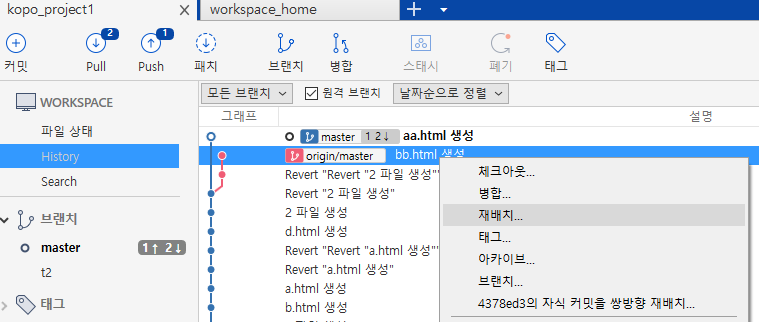 kopo_project1
workspace_home
2
1
커밋
Pull
Push
패치
브랜치
병합
스태시
폐기
태그
WORKSPACE
파일 상태
History
Search
브랜치
master 1↑ 2↓
t2
태그
모든 브랜치
원격 브랜치
날짜순으로 정렬
그래프
설명
master 1 2↓ aa.html 생성
origin/master bb.html 생성
Revert "Revert "2 파일 생성""
Revert "2 파일 생성"
2 파일 생성
d.html 생성
Revert "Revert "a.html 생성""
Revert "a.html 생성"
a.html 생성
b.html 생성
체크아웃...
병합...
재배치...
태그...
아카이브...
브랜치...
4378ed3의 자식 커밋을 쌍방향 재배치...